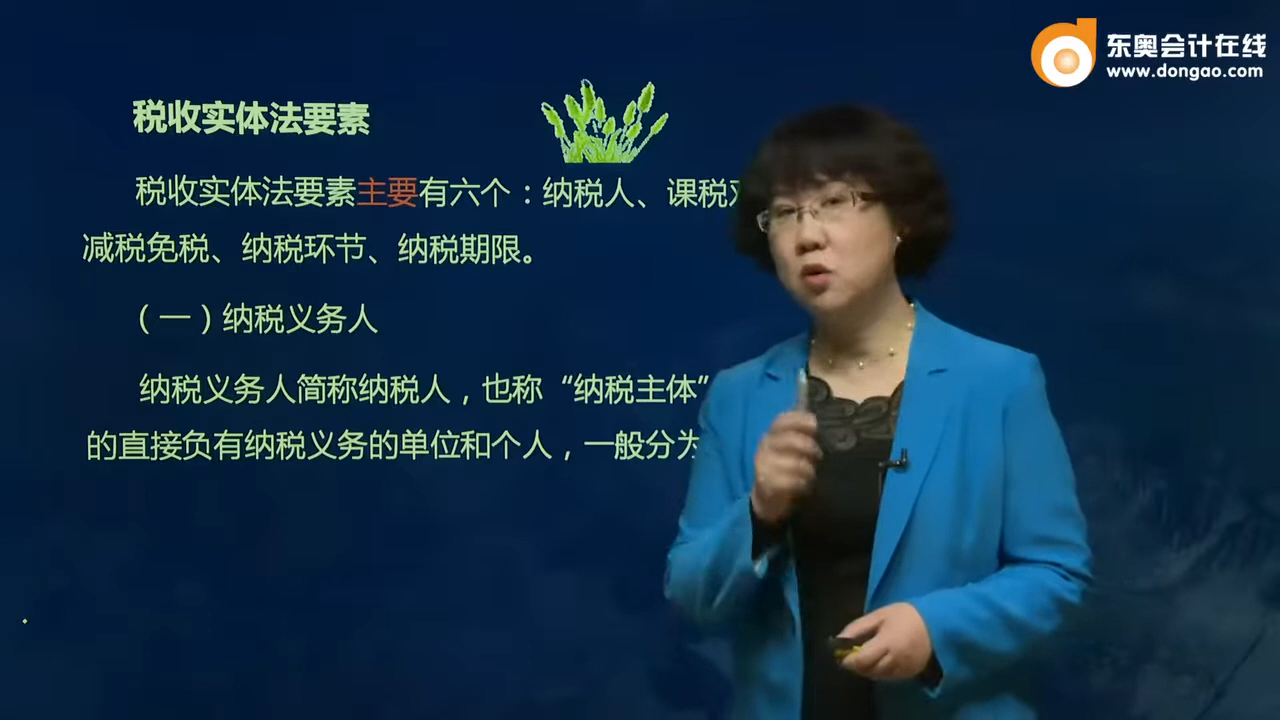 东奥会计在线
www.dongao.com
税收实体法要素
税收实体法要素主要有六个：纳税人、课税
减税免税、纳税环节、纳税期限。
（一）纳税义务人
纳税义务人简称纳税人，也称“纳税主体”
的直接负有纳税义务的单位和个人，一般分为